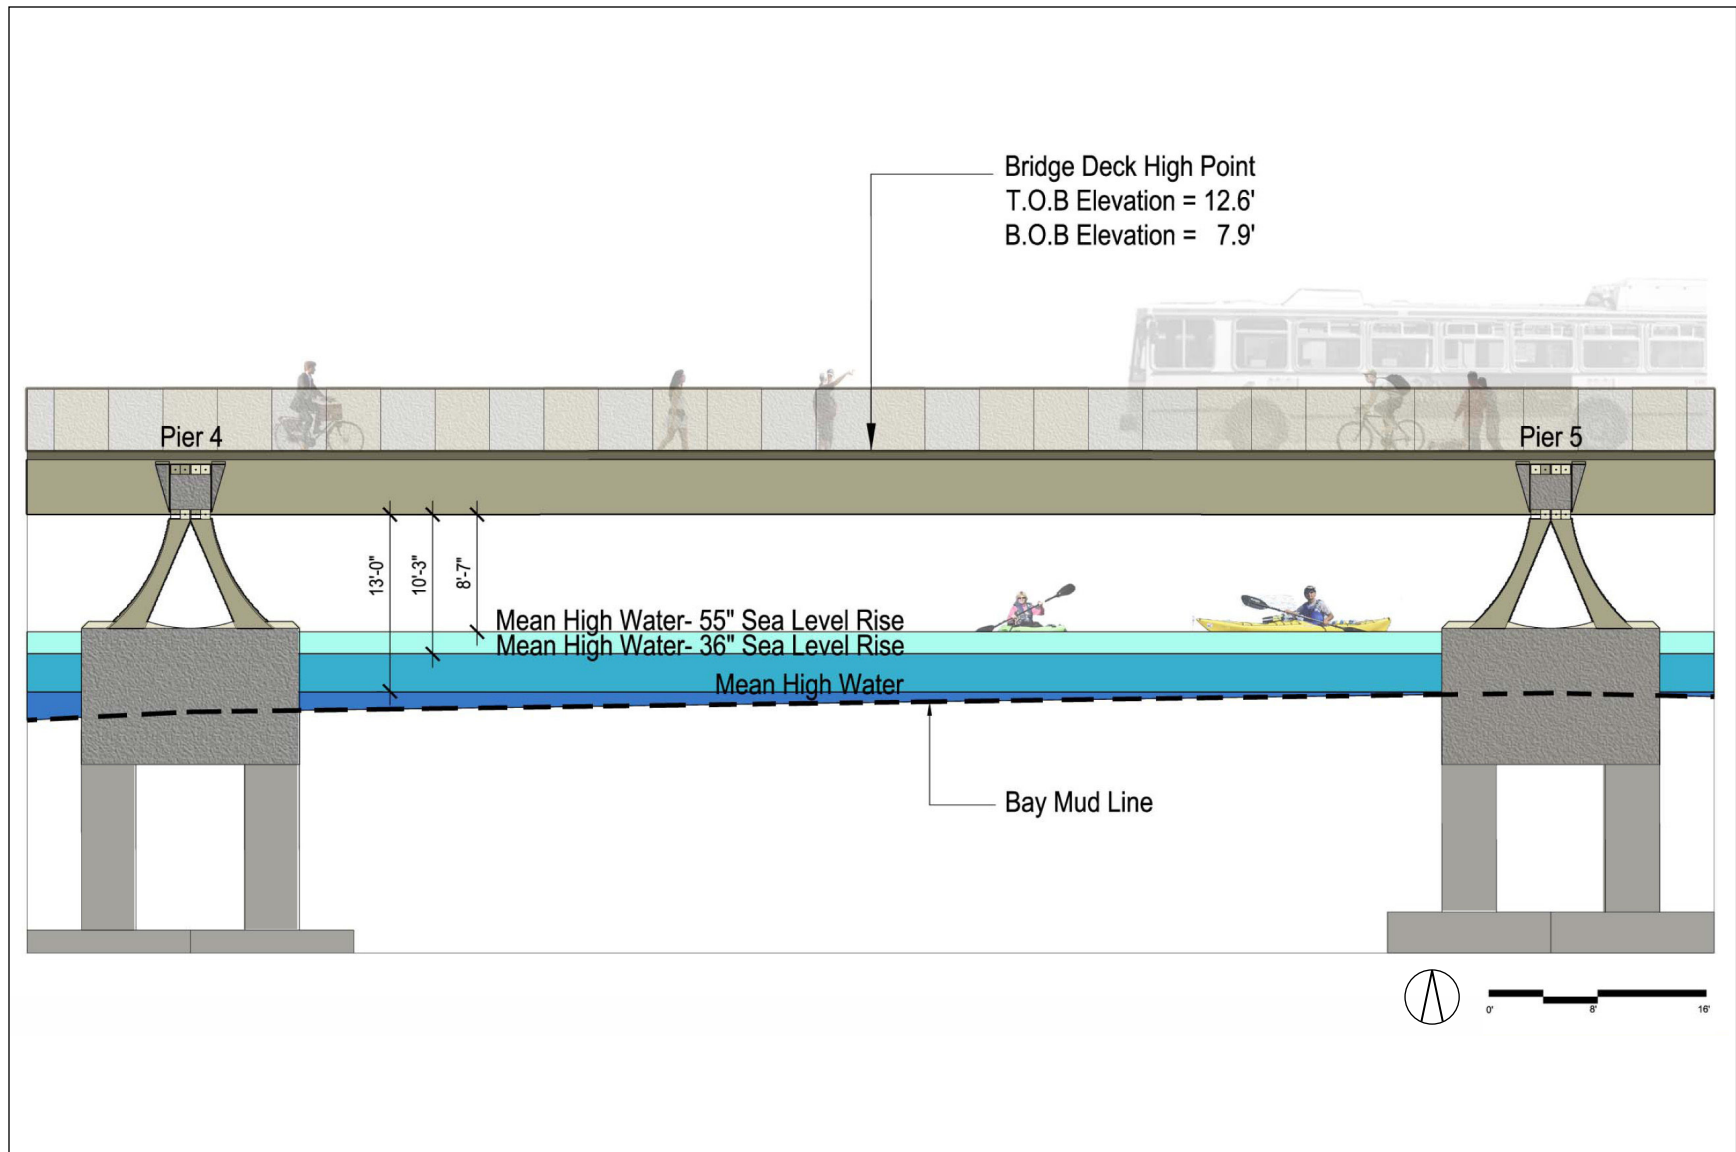 Bridge Deck High Point
T.O.B Elevation = 12.6'
B.O.B Elevation = 7.9'
Pier 4
Pier 5
13'-0"
10'-3"
8'-7"
Mean High Water- 55" Sea Level Rise
Mean High Water- 36" Sea Level Rise
Mean High Water
Bay Mud Line
0'
8'
16'